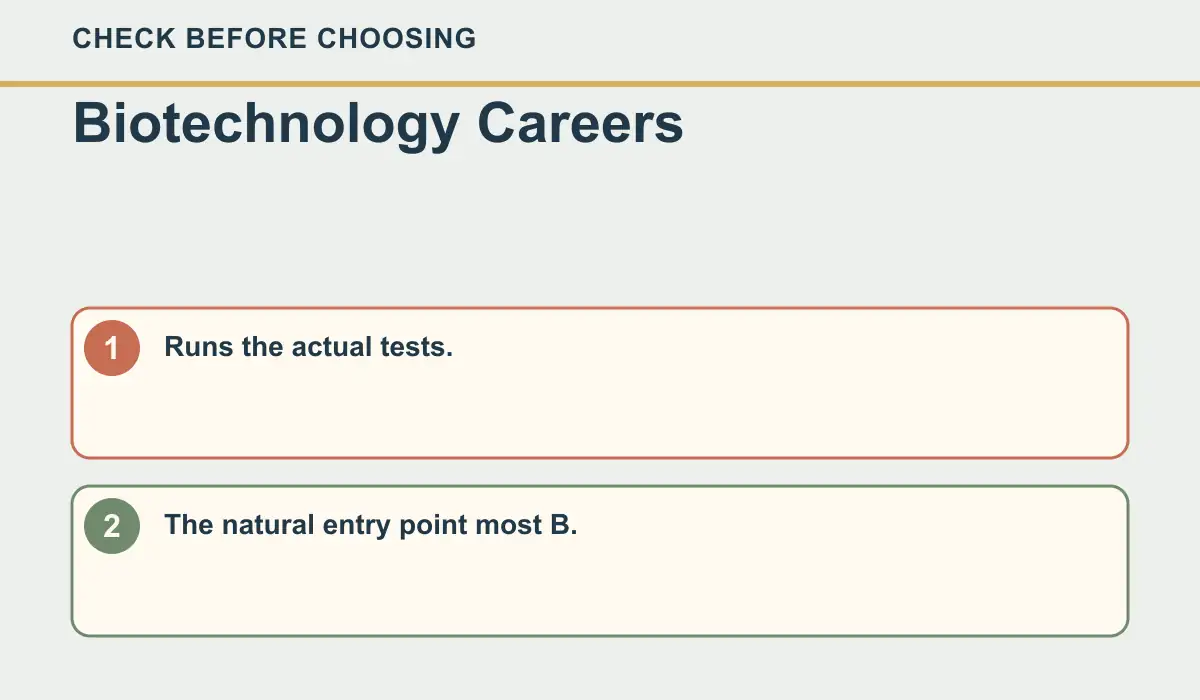 CHECK BEFORE CHOOSING
Biotechnology Careers
1
Runs the actual tests.
2
The natural entry point most B.